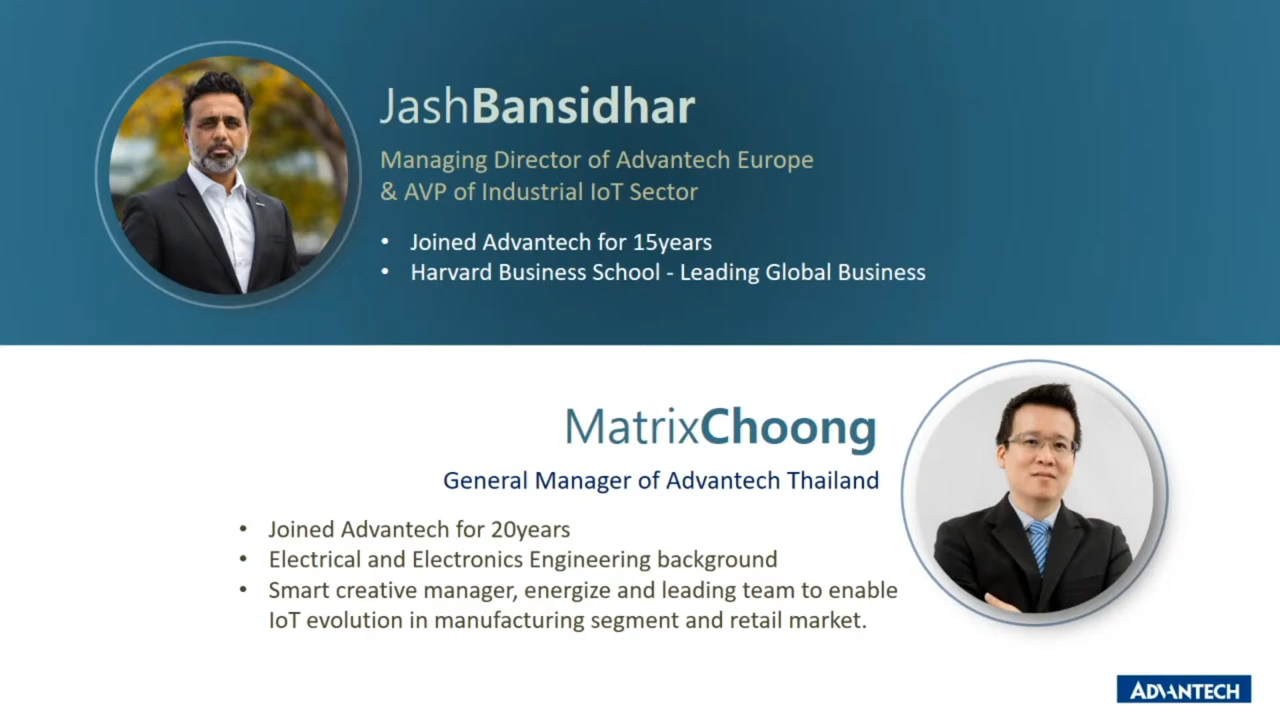 JashBansidhar
Managing Director of Advantech Europe
& AVP of Industrial IoT Sector
• Joined Advantech for 15years
• Harvard Business School - Leading Global Business
MatrixChoong
General Manager of Advantech Thailand
• Joined Advantech for 20years
• Electrical and Electronics Engineering background
• Smart creative manager, energize and leading team to enable
IoT evolution in manufacturing segment and retail market.
ADVANTECH